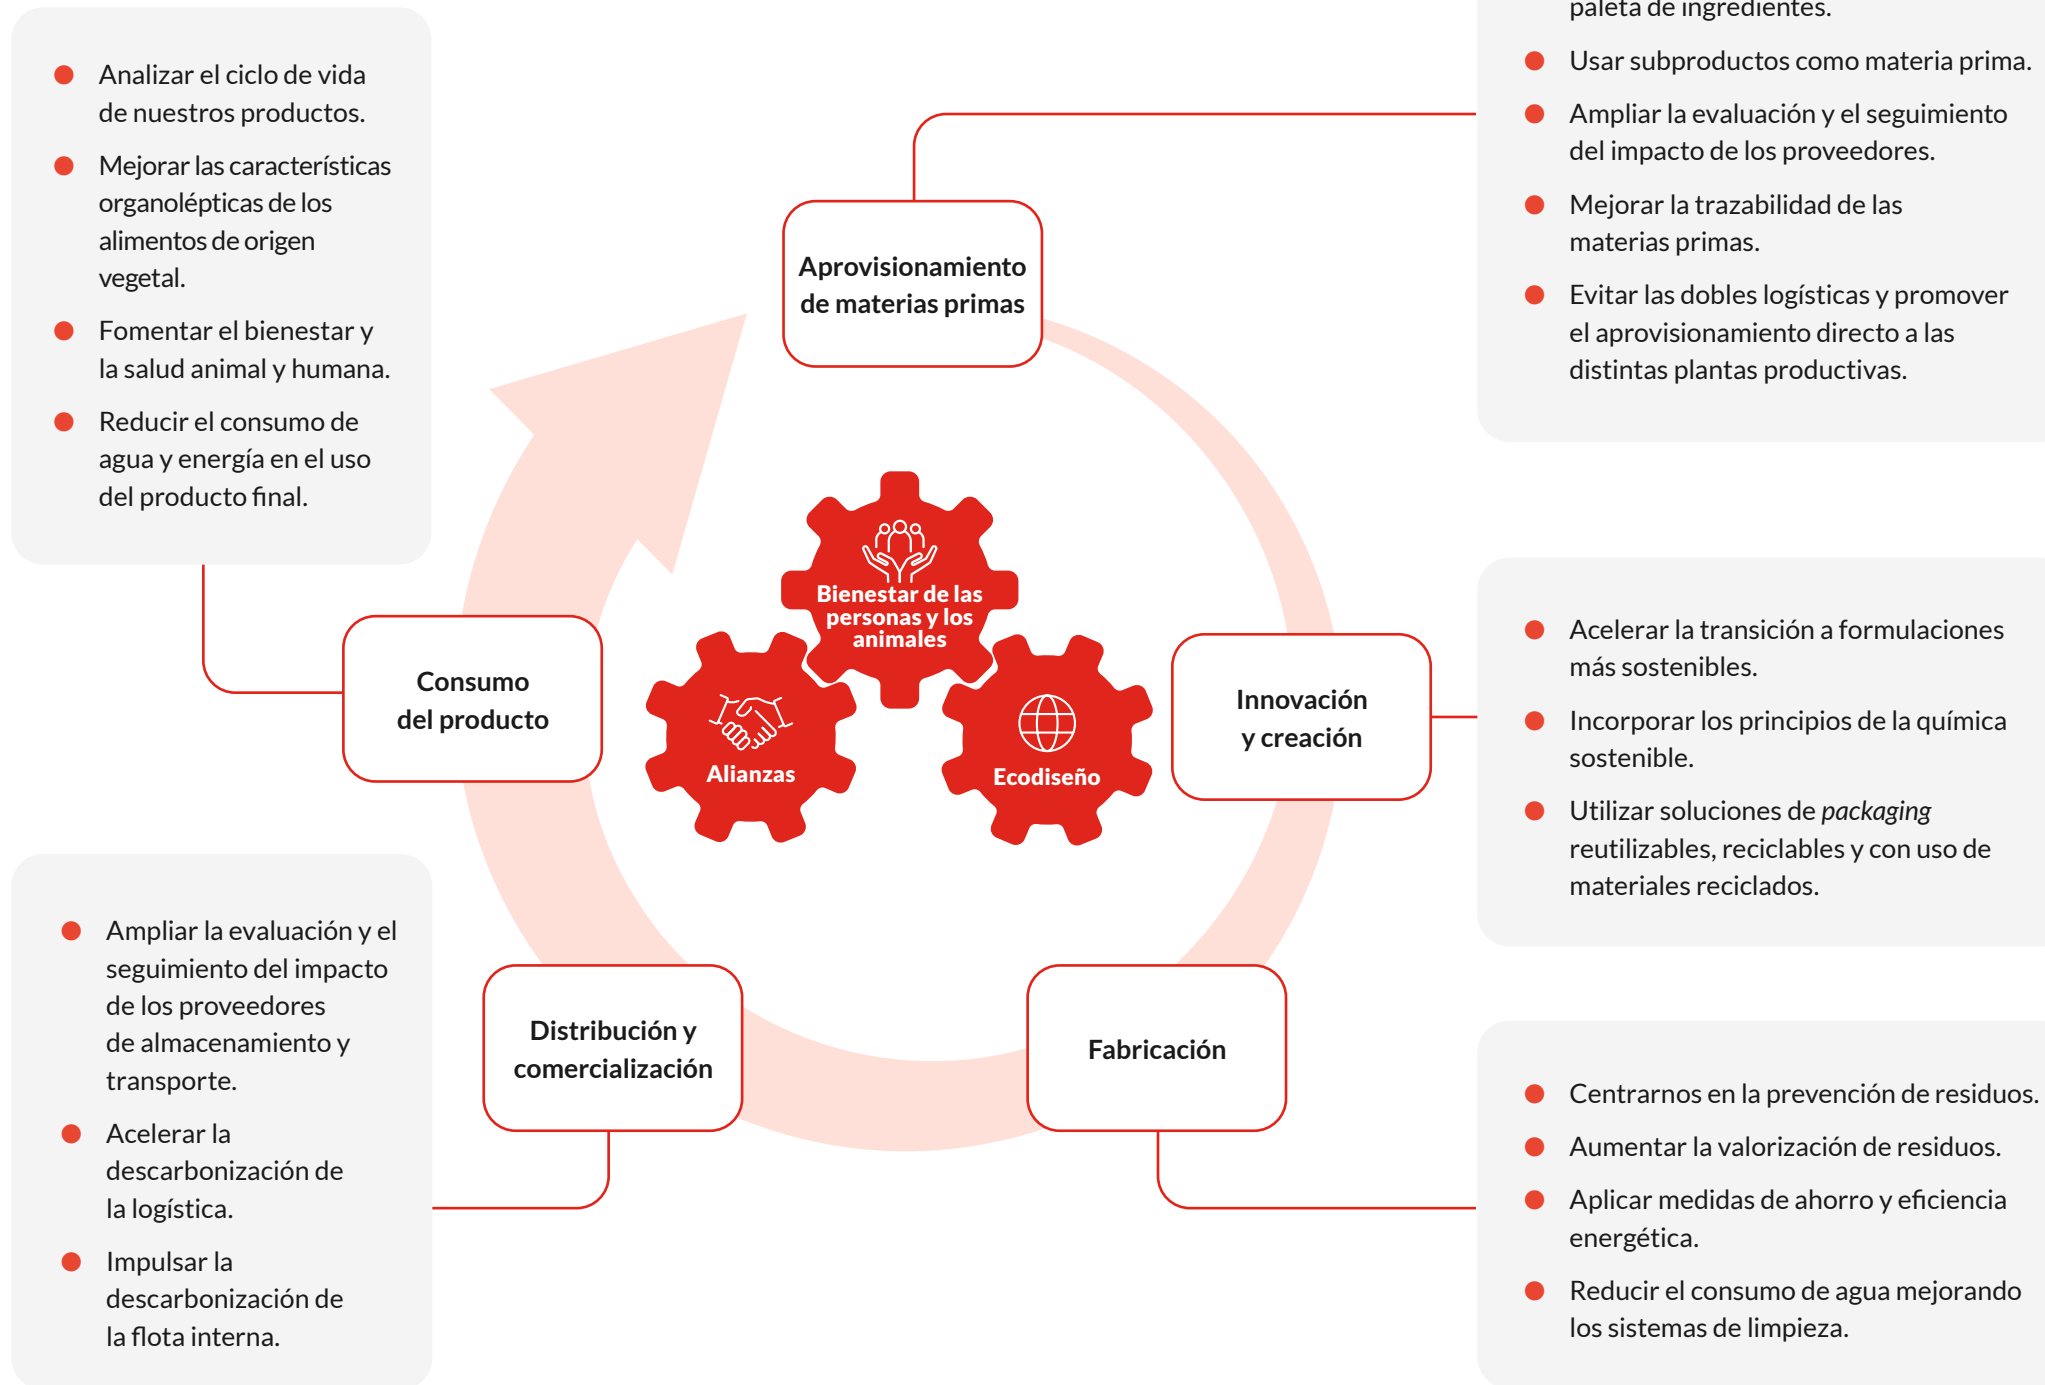 Analizar el ciclo de vida
de nuestros productos.
Mejorar las características
organolépticas de los
alimentos de origen
vegetal.
Fomentar el bienestar y
la salud animal y humana.
Reducir el consumo de
agua y energía en el uso
del producto final.
paleta de ingredientes.
Usar subproductos como materia prima.
Ampliar la evaluación y el seguimiento
del impacto de los proveedores.
Mejorar la trazabilidad de las
materias primas.
Evitar las dobles logísticas y promover
el aprovisionamiento directo a las
distintas plantas productivas.
Aprovisionamiento
de materias primas
Bienestar de las
personas y los
animales
Alianzas
Ecodiseño
Consumo
del producto
Innovación
y creación
Acelerar la transición a formulaciones
más sostenibles.
Incorporar los principios de la química
sostenible.
Utilizar soluciones de packaging
reutilizables, reciclables y con uso de
materiales reciclados.
Ampliar la evaluación y el
seguimiento del impacto
de los proveedores
de almacenamiento y
transporte.
Acelerar la
descarbonización de
la logística.
Impulsar la
descarbonización de
la flota interna.
Distribución y
comercialización
Fabricación
Centrarnos en la prevención de residuos.
Aumentar la valorización de residuos.
Aplicar medidas de ahorro y eficiencia
energética.
Reducir el consumo de agua mejorando
los sistemas de limpieza.